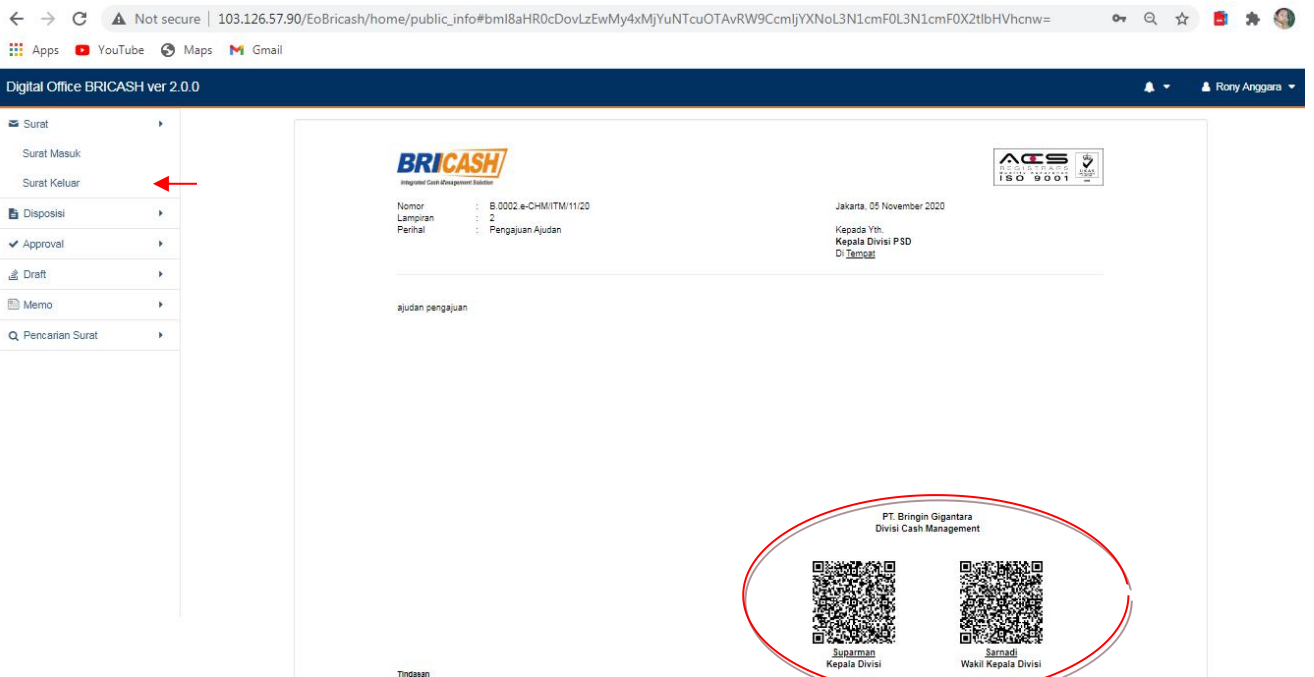 Not secure | 103.126.57.90/EoBricash/home/public_info#bmI8aHR0cDovLzEwMy4xMjYuNTcuOTAvRW9CcmljYXNoL3N1cmF0L3N1cmF0X2tlbHVhcnw=
Apps YouTube Maps Gmail
Digital Office BRICASH ver 2.0.0
Rony Anggara
Surat
Surat Masuk
Surat Keluar
Disposisi
Approval
Draft
Memo
Pencarian Surat
BRICASH
Integrated Cash Management Solution
ACS
REGISTRARS
ISO 9001
UKAS
Nomor : B.0002.e-CHM/ITM/11/20
Lampiran : 2
Perihal : Pengajuan Ajudan
Jakarta, 05 November 2020
Kepada Yth.
Kepala Divisi PSD
Di Tempat
ajudan pengajuan
PT. Bringin Gigantara
Divisi Cash Management
Suparman
Kepala Divisi
Sarnadi
Wakil Kepala Divisi
Tindasan